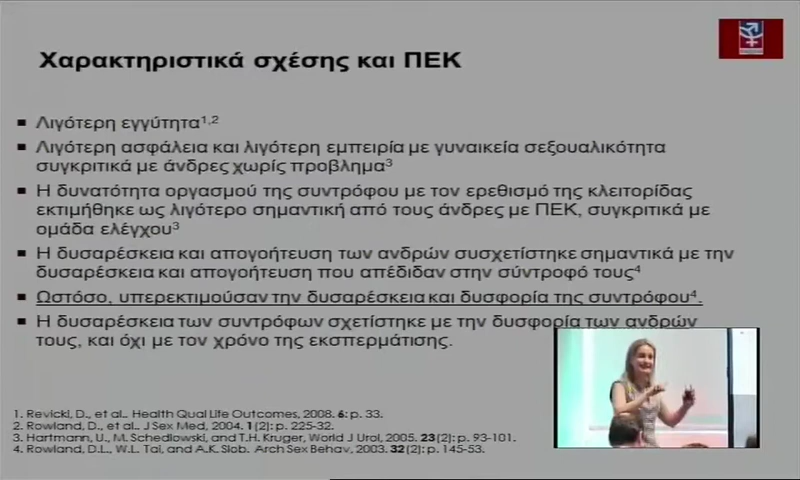 Χαρακτηριστικά σχέσης και ΠΕΚ
▪ Λιγότερη εγγύτητα1,2
▪ Λιγότερη ασφάλεια και λιγότερη εμπειρία με γυναικεία σεξουαλικότητα
συγκριτικά με άνδρες χωρίς πρόβλημα3
▪ Η δυνατότητα οργασμού της συντρόφου με τον ερεθισμό της κλειτορίδας
εκτιμήθηκε ως λιγότερο σημαντική από τους άνδρες με ΠΕΚ, συγκριτικά με
ομάδα ελέγχου3
▪ Η δυσαρέσκεια και απογοήτευση των ανδρών συσχετίστηκε σημαντικά με την
δυσαρέσκεια και απογοήτευση που απέδιδαν στην σύντροφό τους4
▪ Ωστόσο, υπερεκτιμούσαν την δυσαρέσκεια και δυσφορία της συντρόφου4.
▪ Η δυσαρέσκεια των συντρόφων σχετίστηκε με την δυσφορία των ανδρών
τους, και όχι με τον χρόνο της εκσπερμάτισης.
1. Revicki, D., et al.. Health Qual Life Outcomes, 2008. 6: p. 33.
2. Rowland, D., et al.. J Sex Med, 2004. 1(2): p. 225-32.
3. Hartmann, U., M. Schedlowski, and T.H. Kruger, World J Urol, 2005. 23(2): p. 93-101.
4. Rowland, D.L., W.L. Tai, and A.K. Slob. Arch Sex Behav, 2003. 32(2): p. 145-53.